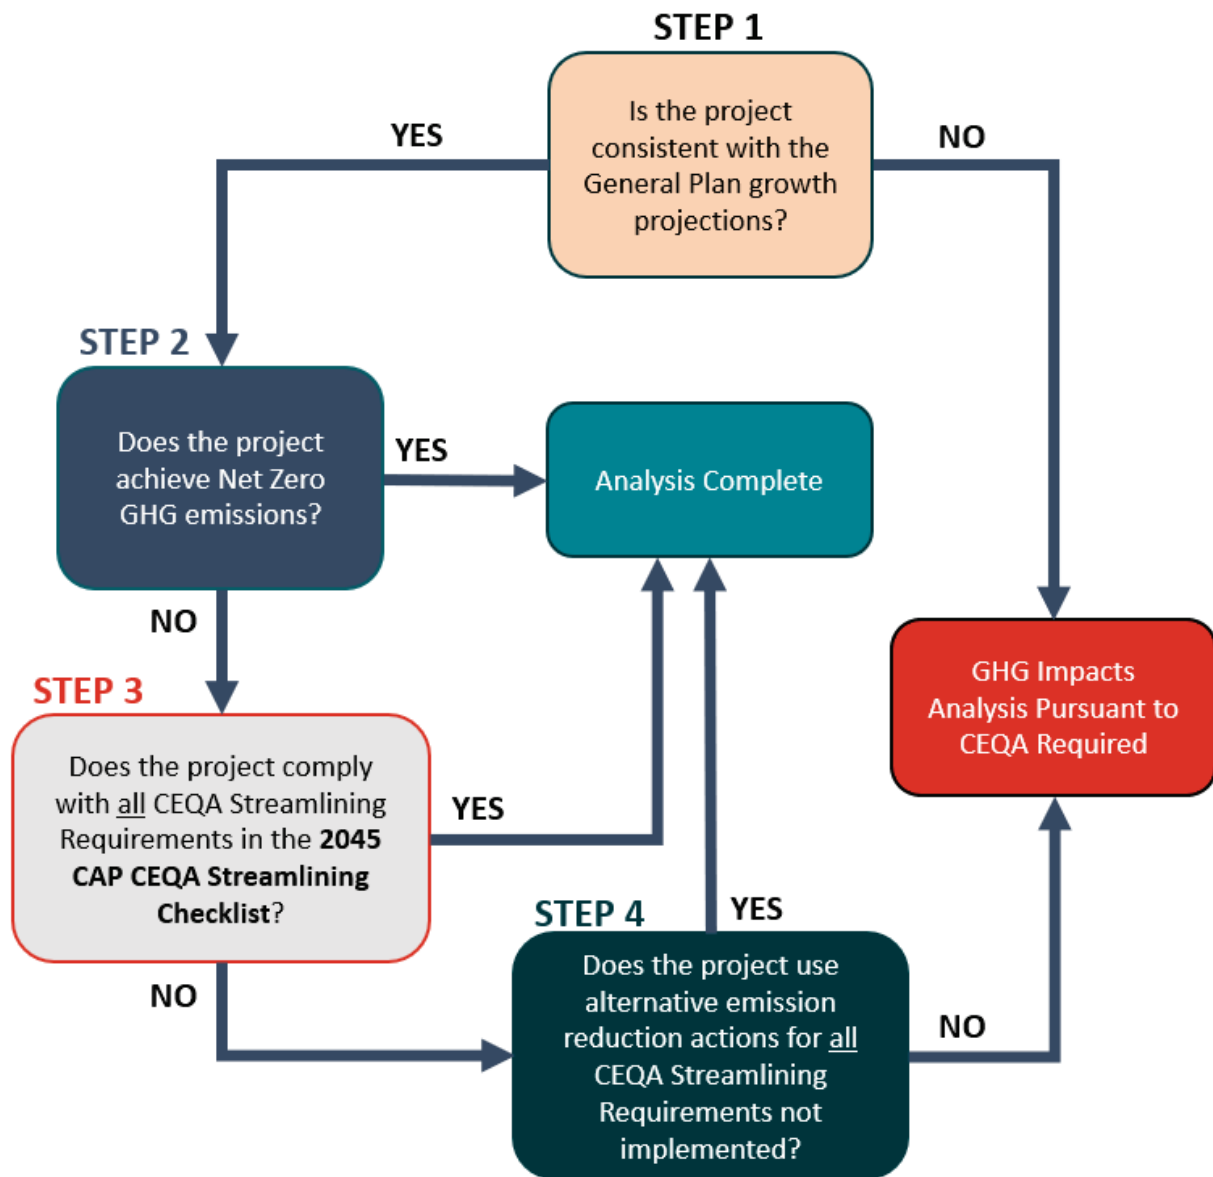 STEP 1
Is the project
consistent with the
General Plan growth
projections?
YES
NO
STEP 2
Does the project
achieve Net Zero
GHG emissions?
YES
Analysis Complete
NO
GHG Impacts
Analysis Pursuant to
CEQA Required
STEP 3
Does the project comply
with all CEQA Streamlining
Requirements in the 2045
CAP CEQA Streamlining
Checklist?
YES
NO
STEP 4
YES
Does the project use
alternative emission
reduction actions for all
CEQA Streamlining
Requirements not
implemented?
NO